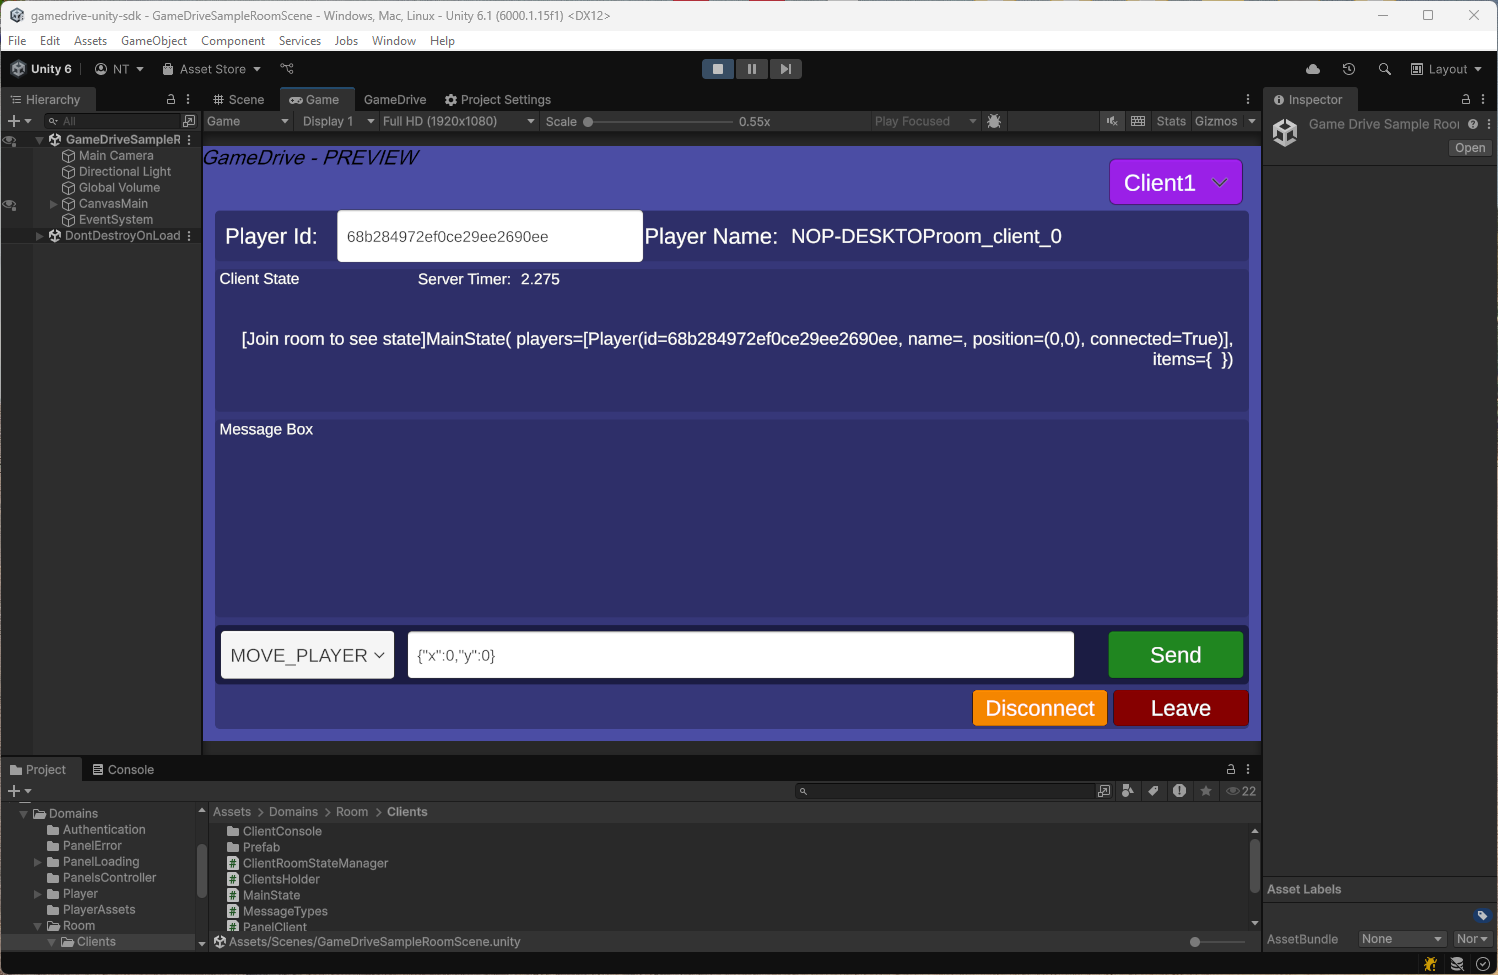 gamedrive-unity-sdk - GameDriveSampleRoomScene - Windows, Mac, Linux - Unity 6.1 (6000.1.15f1) <DX12>
File Edit Assets GameObject Component Services Jobs Window Help
Unity 6 NT Asset Store Layout
Hierarchy
All
GameDriveSampleR
Main Camera
Directional Light
Global Volume
CanvasMain
EventSystem
DontDestroyOnLoad
Scene Game GameDrive Project Settings
Game Display 1 Full HD (1920x1080) Scale 0.55x Play Focused Stats Gizmos
GameDrive - PREVIEW
Client1
Player Id: 68b284972ef0ce29ee2690ee Player Name: NOP-DESKTOProom_client_0
Client State Server Timer: 2.275
[Join room to see state]MainState( players=[Player(id=68b284972ef0ce29ee2690ee, name=, position=(0,0), connected=True)],
items={ })
Message Box
MOVE_PLAYER {"x":0,"y":0} Send
Disconnect Leave
Inspector
Game Drive Sample Roo
Open
Asset Labels
AssetBundle None Nor
Project Console
22
Domains
Authentication
PanelError
PanelLoading
PanelsController
Player
PlayerAssets
Room
Clients
Assets > Domains > Room > Clients
ClientConsole
Prefab
ClientRoomStateManager
ClientsHolder
MainState
MessageTypes
PanelClient
Assets/Scenes/GameDriveSampleRoomScene.unity